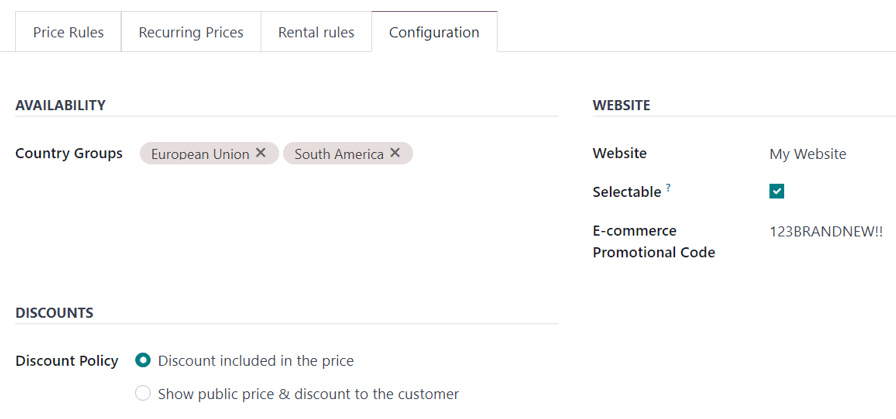 Price Rules
Recurring Prices
Rental rules
Configuration
AVAILABILITY
Country Groups
European Union ✕
South America ✕
WEBSITE
Website
My Website
Selectable ?
E-commerce
Promotional Code
123BRANDNEW!!
DISCOUNTS
Discount Policy
Discount included in the price
Show public price & discount to the customer